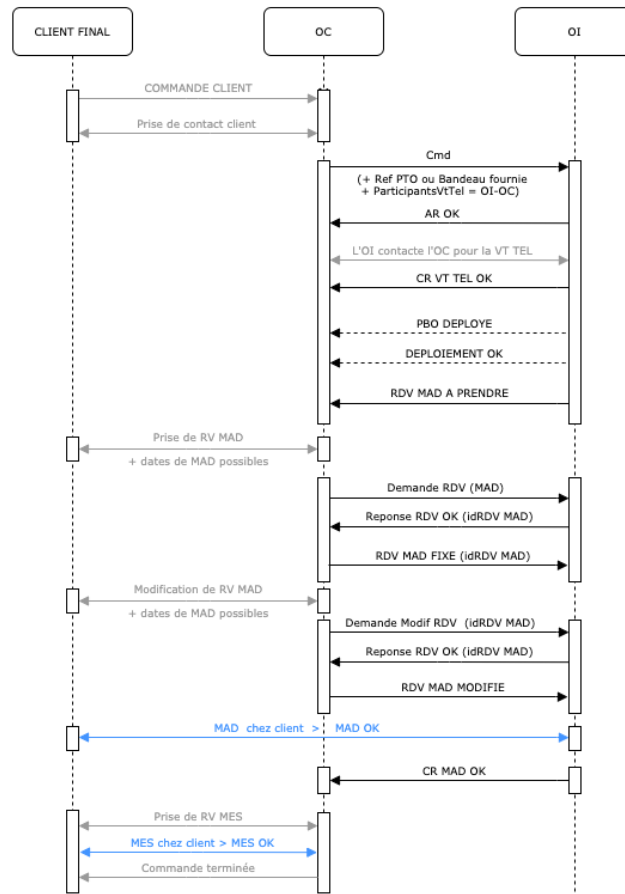 CLIENT FINAL
OC
OI
COMMANDE CLIENT
Prise de contact client
Cmd
(+ Ref PTO ou Bandeau fournie
+ ParticipantsVtTel = OI-OC)
AR OK
L'OI contacte l'OC pour la VT TEL
CR VT TEL OK
PBO DEPLOYE
DEPLOIEMENT OK
RDV MAD A PRENDRE
Prise de RV MAD
+ dates de MAD possibles
Demande RDV (MAD)
Reponse RDV OK (idRDV MAD)
RDV MAD FIXE (idRDV MAD)
Modification de RV MAD
+ dates de MAD possibles
Demande Modif RDV (idRDV MAD)
Reponse RDV OK (idRDV MAD)
RDV MAD MODIFIE
MAD chez client > MAD OK
CR MAD OK
Prise de RV MES
MES chez client > MES OK
Commande terminée